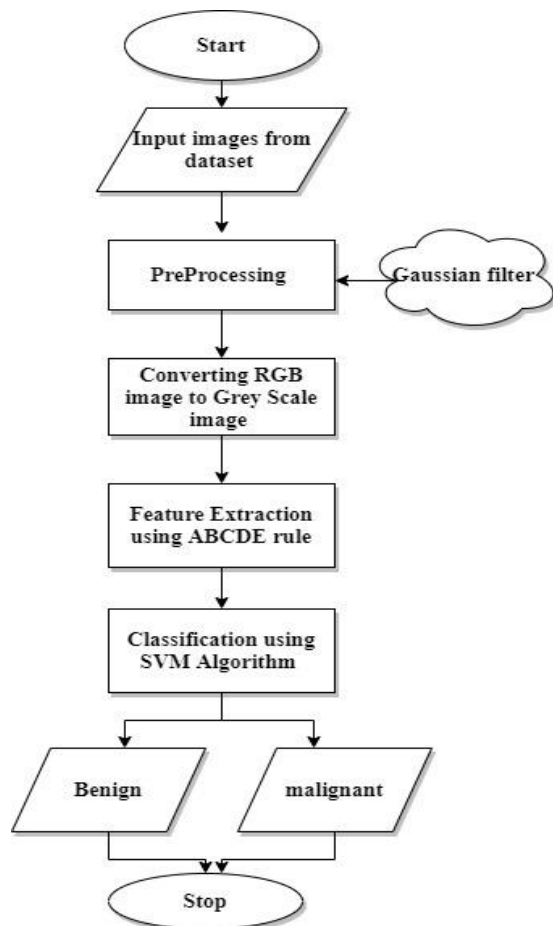 Start
Input images from
dataset
PreProcessing
Gaussian filter
Converting RGB
image to Grey Scale
image
Feature Extraction
using ABCDE rule
Classification using
SVM Algorithm
Benign
malignant
Stop